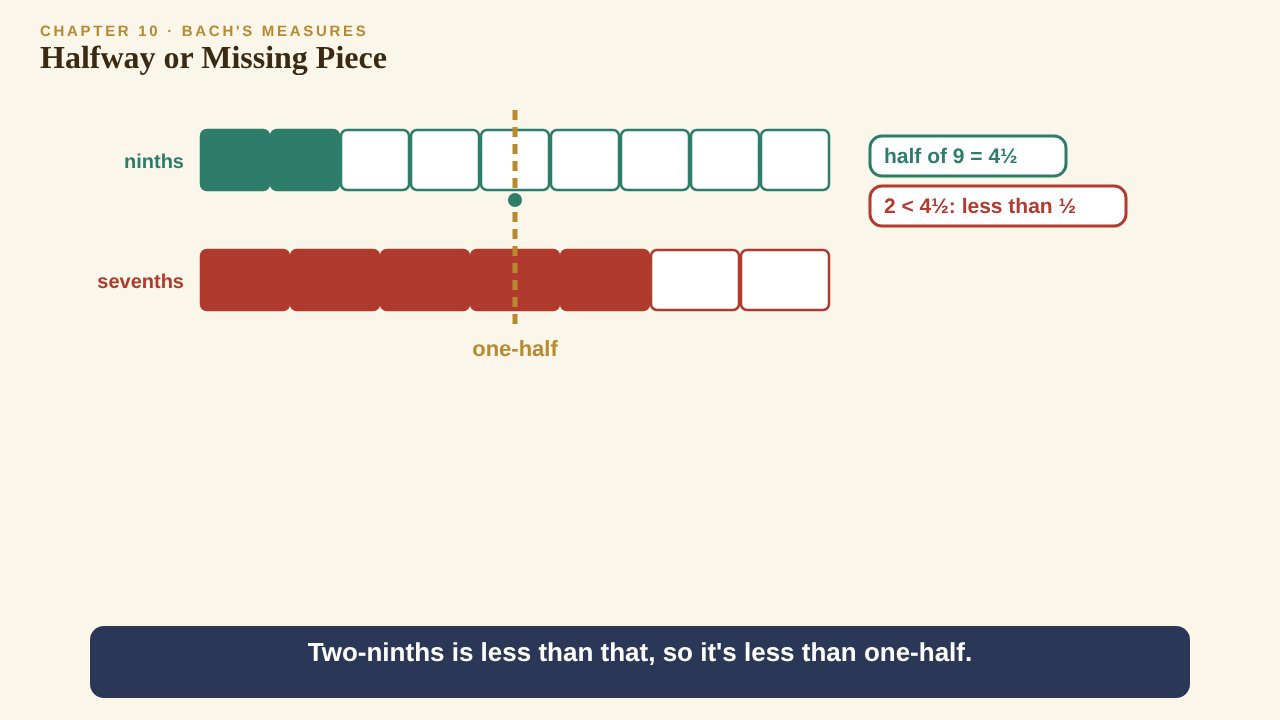 CHAPTER 10 · BACH'S MEASURES
Halfway or Missing Piece
ninths
half of 9 = 4½
2 < 4½: less than ½
sevenths
one-half
Two-ninths is less than that, so it's less than one-half.